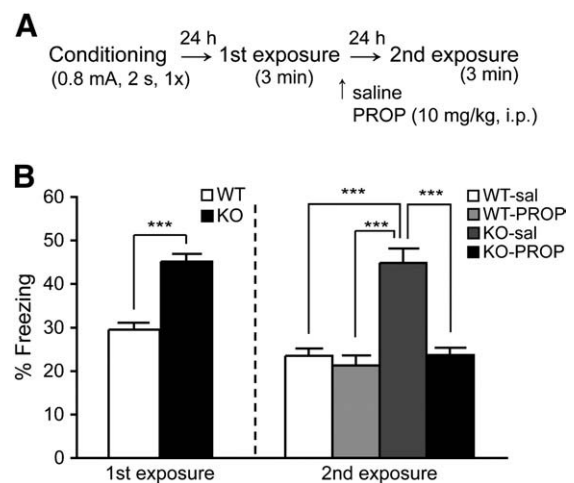 A
Conditioning → 24 h 1st exposure → 24 h 2nd exposure
(0.8 mA, 2 s, 1x) (3 min) (3 min)
↑ saline
PROP (10 mg/kg, i.p.)
B
% Freezing
60
50
40
30
20
10
0
WT
KO
***
WT-sal
WT-PROP
KO-sal
KO-PROP
*** ***
***
1st exposure 2nd exposure